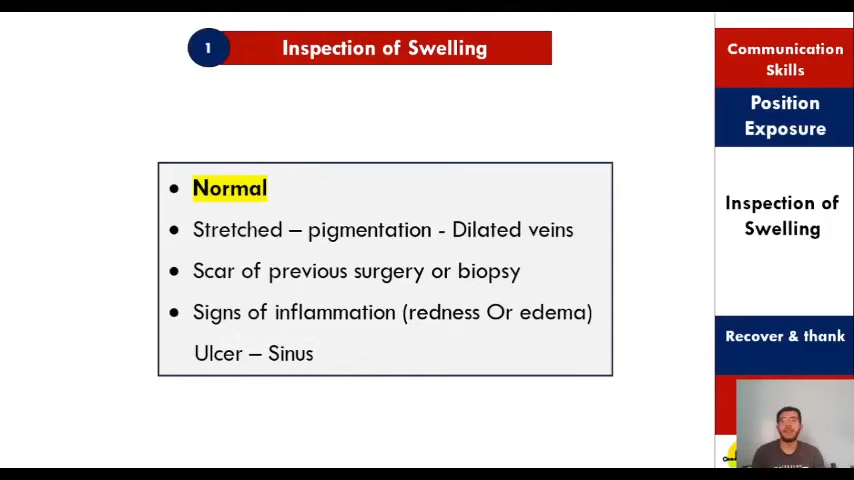 1
Inspection of Swelling
• Normal
• Stretched – pigmentation - Dilated veins
• Scar of previous surgery or biopsy
• Signs of inflammation (redness Or edema)
Ulcer – Sinus
Communication
Skills
Position
Exposure
Inspection of
Swelling
Recover & thank